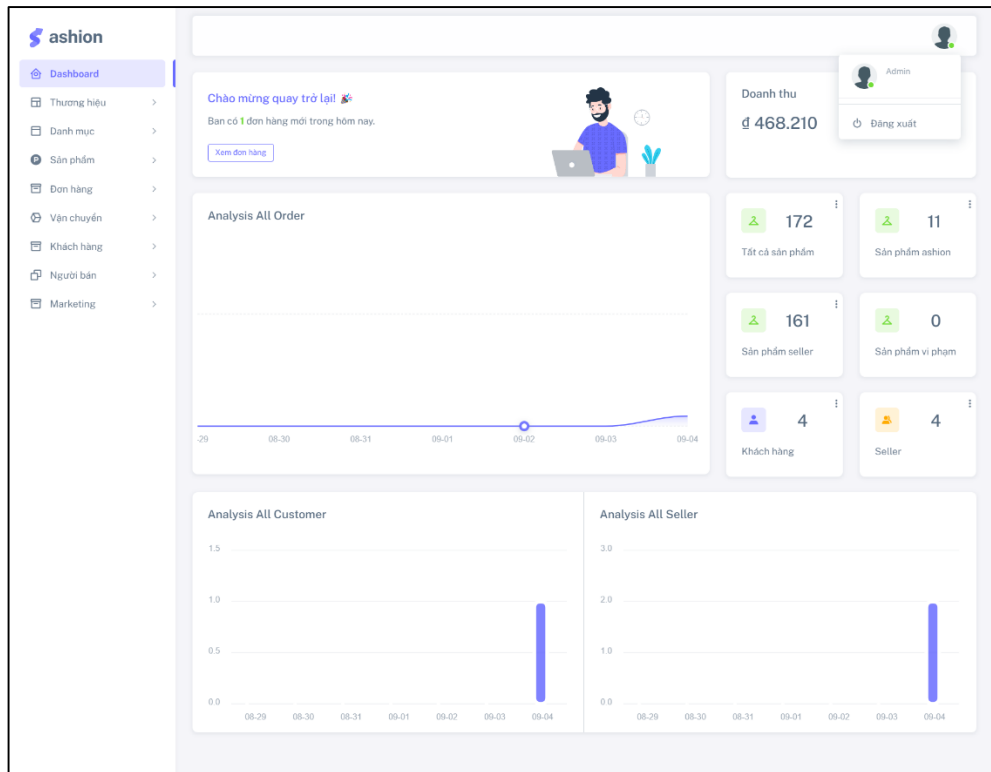 ashion
Dashboard
Thương hiệu
Danh mục
Sản phẩm
Đơn hàng
Vận chuyển
Khách hàng
Người bán
Marketing
Admin
Đăng xuất
Chào mừng quay trở lại! 🎉
Bạn có 1 đơn hàng mới trong hôm nay.
Xem đơn hàng
Doanh thu
₫ 468.210
Analysis All Order
-29 08-30 08-31 09-01 09-02 09-03 09-04
172
Tất cả sản phẩm
11
Sản phẩm ashion
161
Sản phẩm seller
0
Sản phẩm vi phạm
4
Khách hàng
4
Seller
Analysis All Customer
1.5
1.0
0.5
0.0
08-29 08-30 08-31 09-01 09-02 09-03 09-04
Analysis All Seller
3.0
2.0
1.0
0.0
08-29 08-30 08-31 09-01 09-02 09-03 09-04